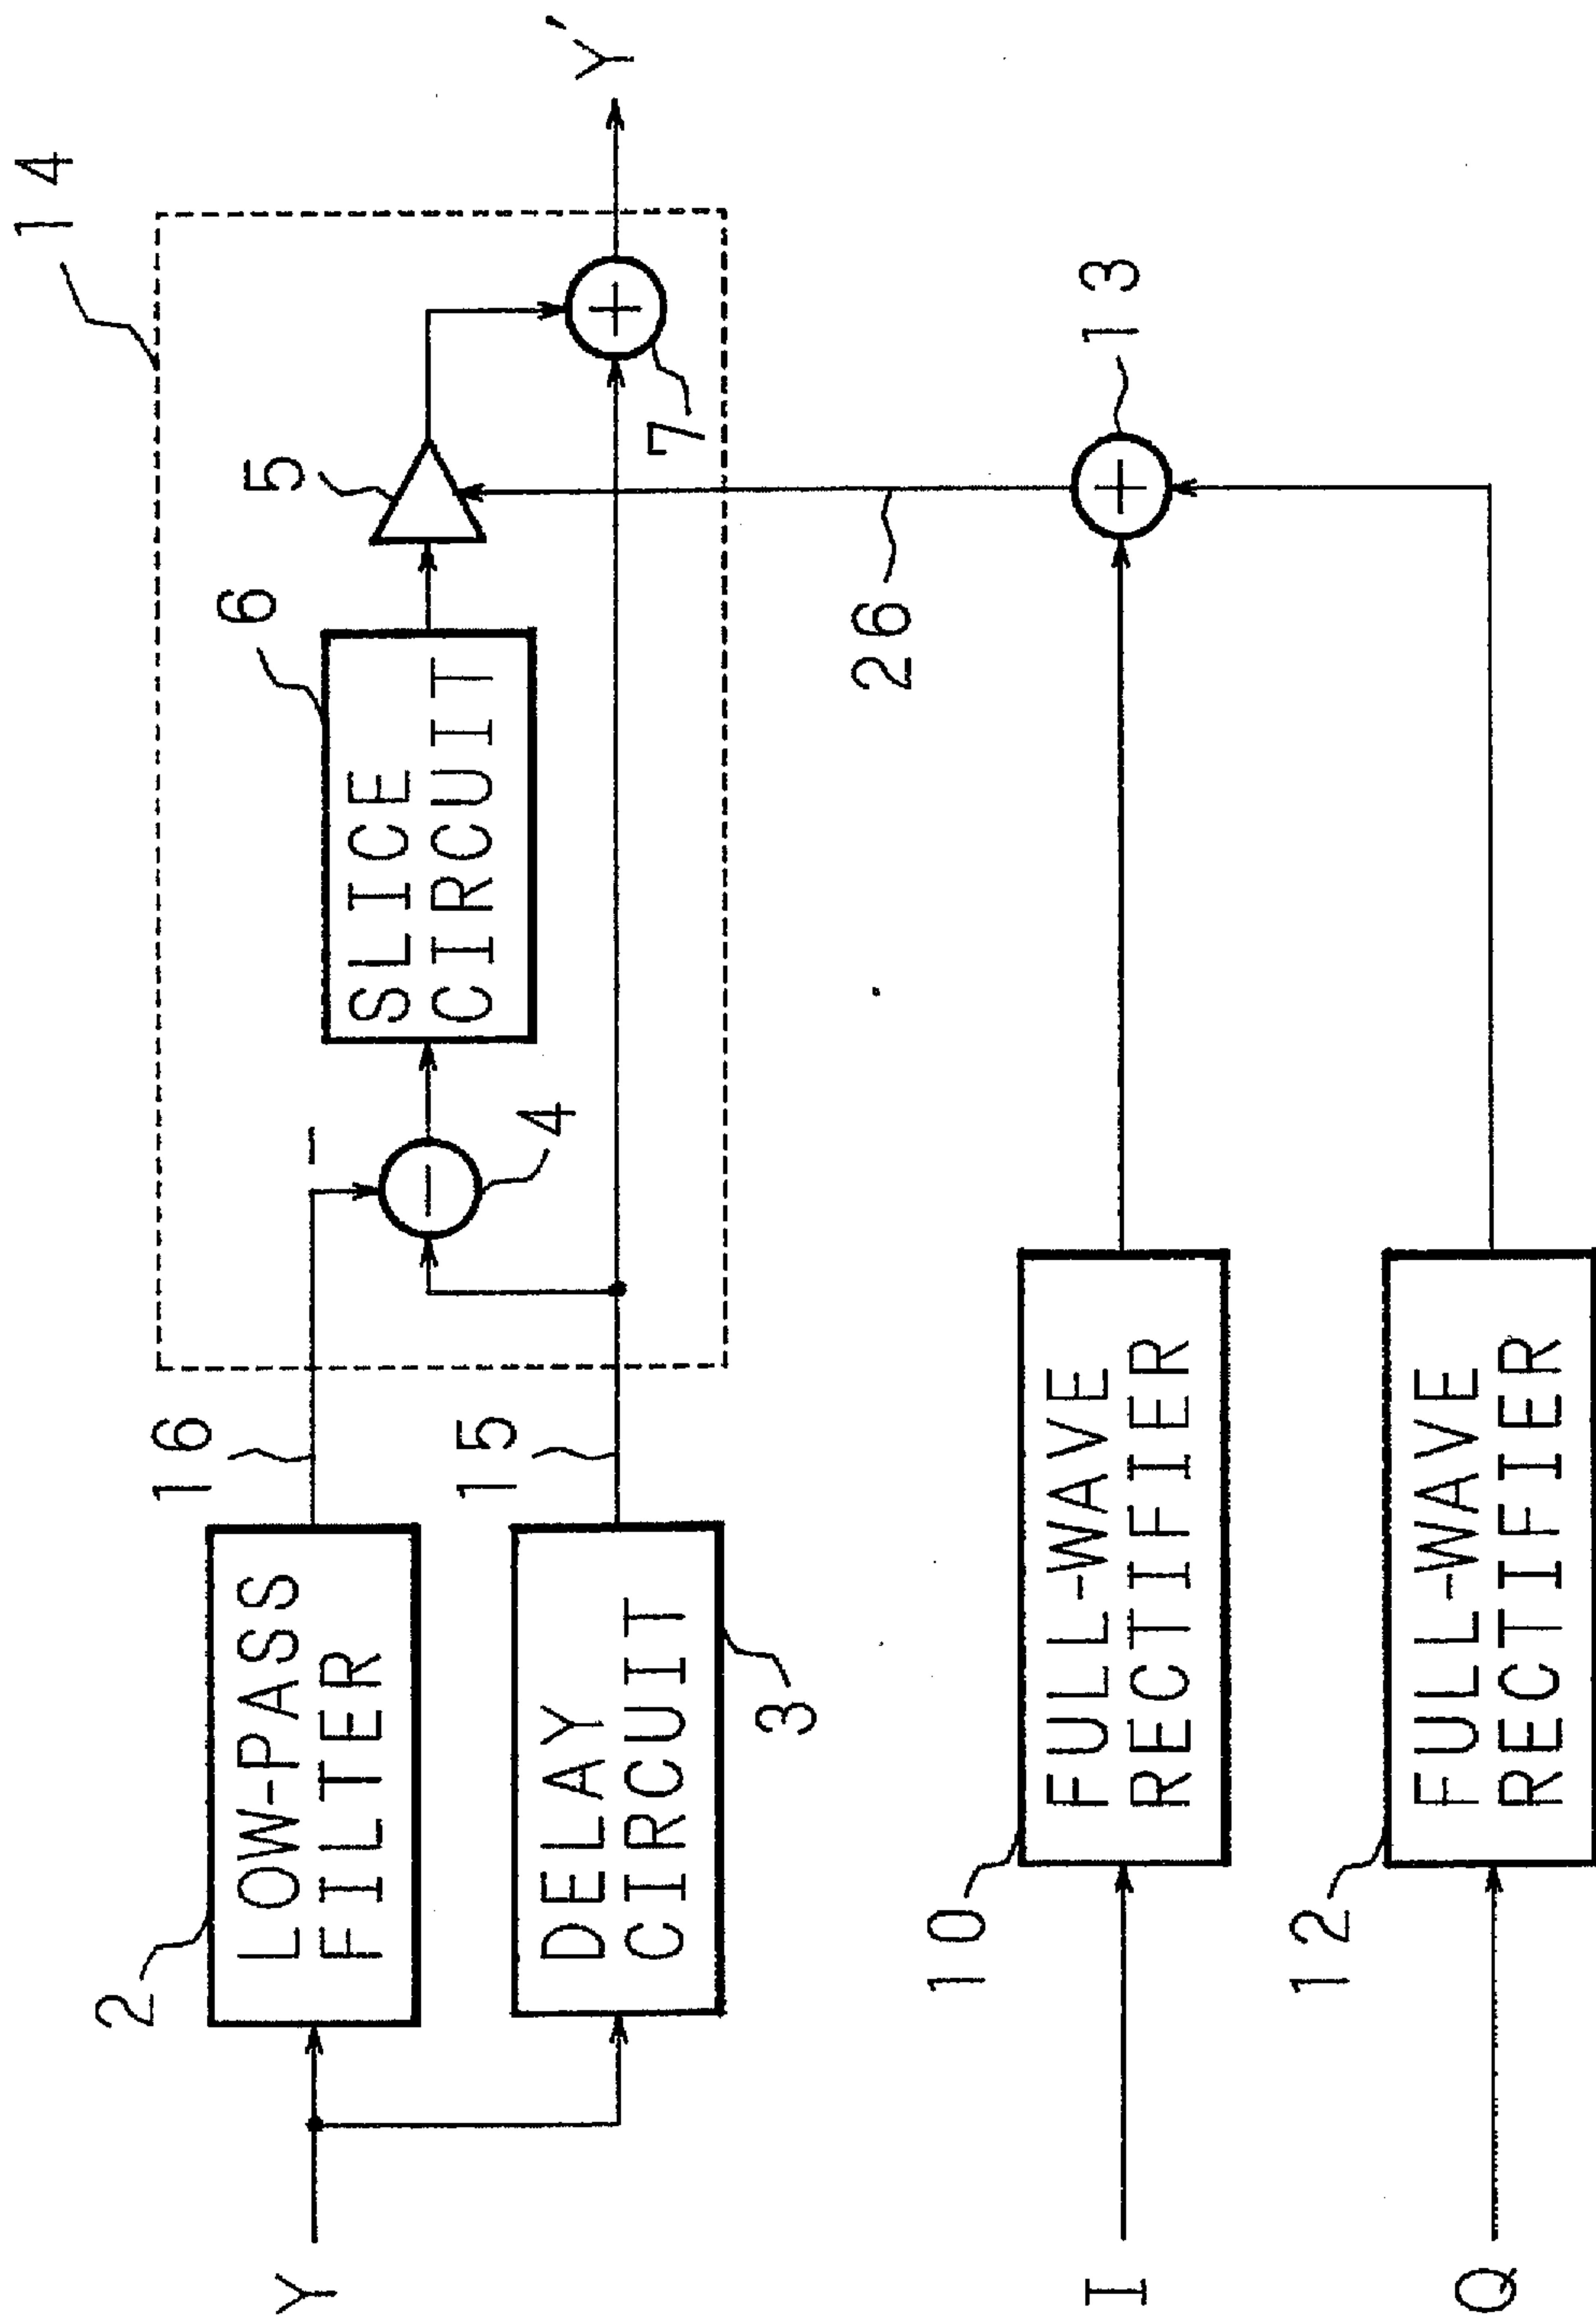 14
Y'
5
6
SLICE
CIRCUIT
+
7
−
−
4
16
15
2
LOW-PASS
FILTER
DELAY
CIRCUIT
3
Y
26
+
13
10
FULL-WAVE
RECTIFIER
I
12
FULL-WAVE
RECTIFIER
Q